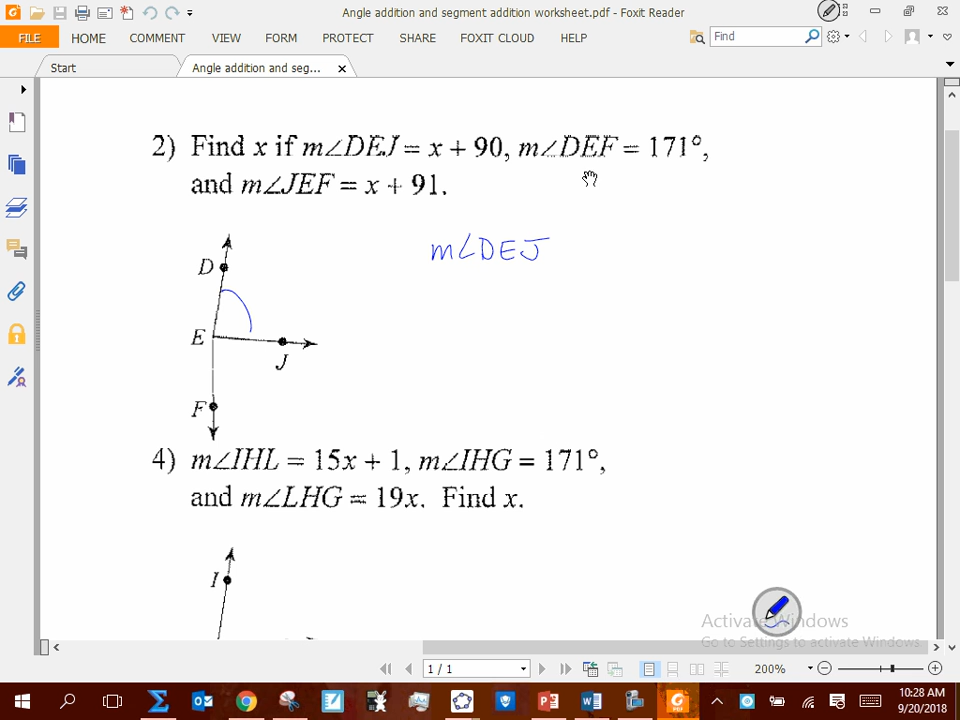 Angle addition and segment addition worksheet.pdf - Foxit Reader
FILE HOME COMMENT VIEW FORM PROTECT SHARE FOXIT CLOUD HELP Find
Start Angle addition and seg...
2) Find x if m∠DEJ = x + 90, m∠DEF = 171°,
and m∠JEF = x + 91.
m∠DEJ
D
E
J
F
4) m∠IHL = 15x + 1, m∠IHG = 171°,
and m∠LHG = 19x. Find x.
I
Activate Windows
Go to Settings to activate Windows.
1 / 1 200%
10:28 AM
9/20/2018